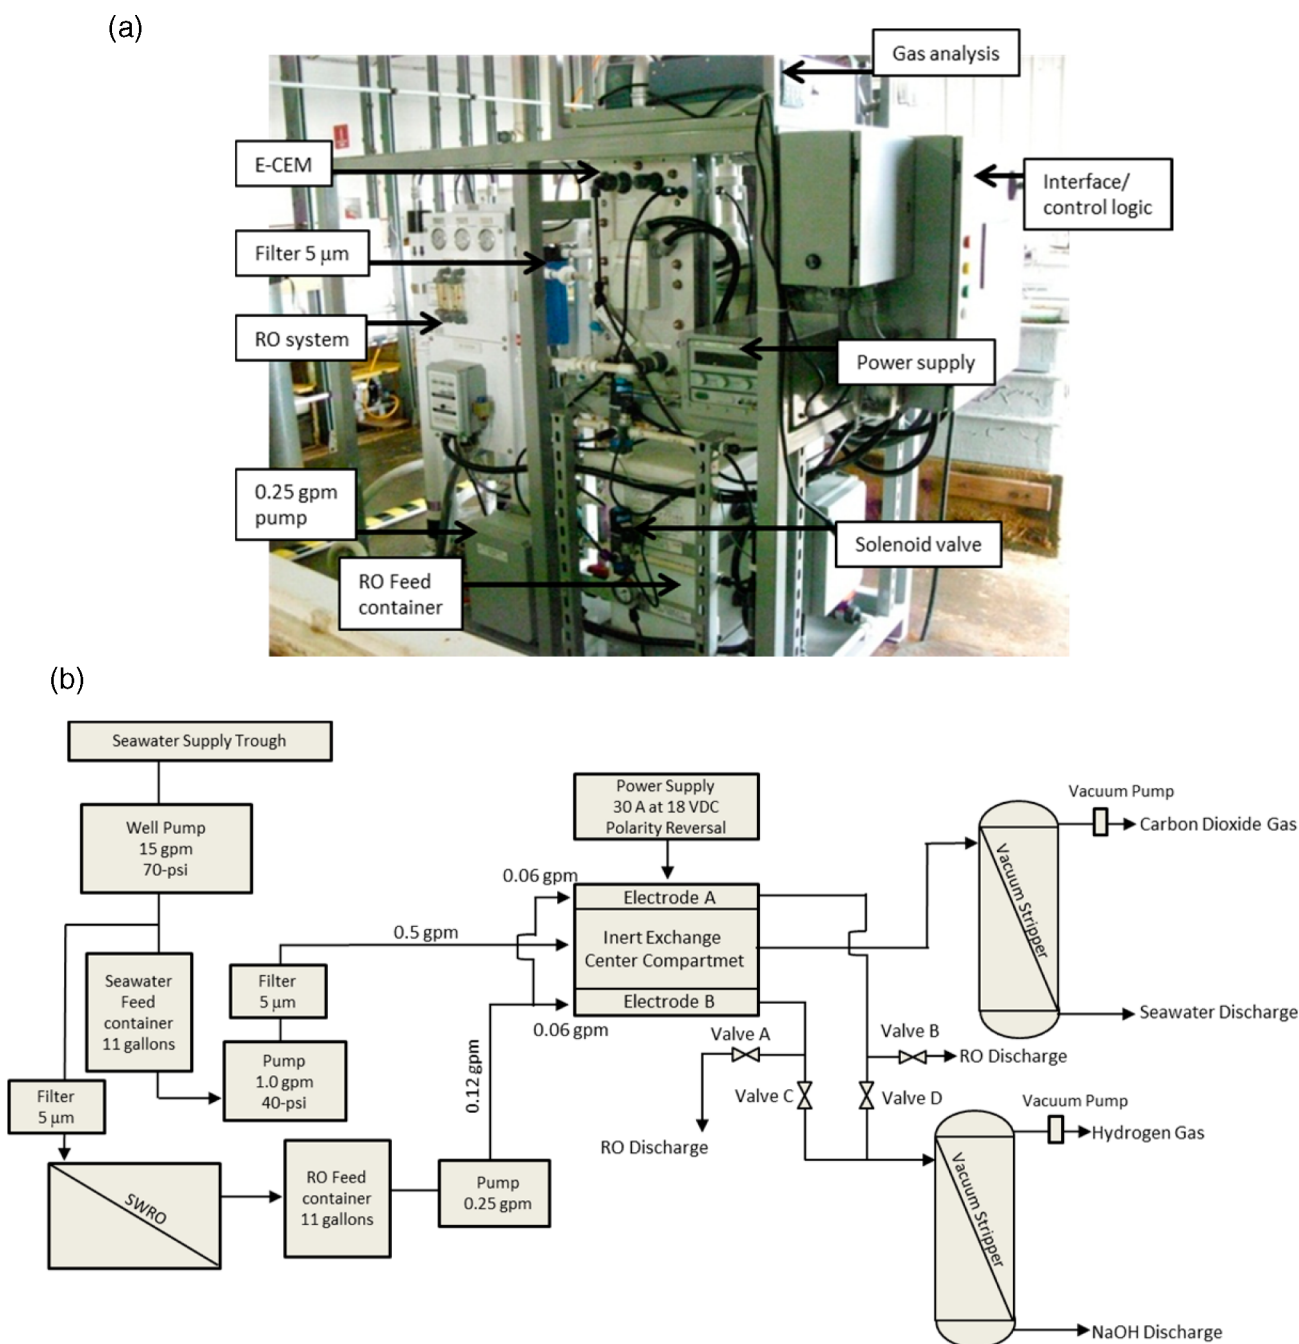 (a)
Gas analysis
E-CEM
Interface/
control logic
Filter 5 μm
RO system
Power supply
0.25 gpm
pump
Solenoid valve
RO Feed
container
(b)
Seawater Supply Trough
Well Pump
15 gpm
70-psi
Power Supply
30 A at 18 VDC
Polarity Reversal
Vacuum Pump
Carbon Dioxide Gas
Vacuum Stripper
Seawater Discharge
0.06 gpm
Electrode A
0.5 gpm
Inert Exchange
Center Compartmet
Electrode B
0.06 gpm
Seawater
Feed
container
11 gallons
Filter
5 μm
Pump
1.0 gpm
40-psi
Filter
5 μm
0.12 gpm
Valve A
Valve B
RO Discharge
Valve C
Valve D
RO Discharge
SWRO
RO Feed
container
11 gallons
Pump
0.25 gpm
Vacuum Pump
Hydrogen Gas
Vacuum Stripper
NaOH Discharge